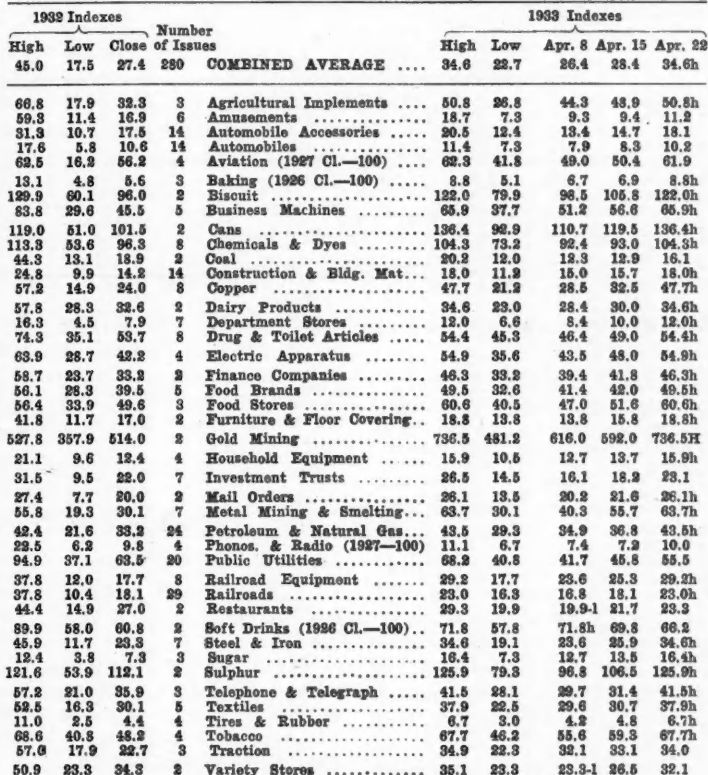 1932 Indexes 1933 Indexes
Number
High Low Close of Issues High Low Apr. 8 Apr. 15 Apr. 22
45.0 17.5 27.4 280 COMBINED AVERAGE .... 34.6 22.7 26.4 28.4 34.6h
66.8 17.9 32.3 3 Agricultural Implements .... 50.8 26.8 44.3 43.9 50.8h
59.3 11.4 16.9 6 Amusements .............. 18.7 7.3 9.3 9.4 11.2
31.3 10.7 17.5 14 Automobile Accessories ..... 20.5 12.4 13.4 14.7 18.1
17.6 5.8 10.6 14 Automobiles .............. 11.4 7.3 7.9 8.3 10.2
62.5 16.2 56.2 4 Aviation (1927 Cl.—100) .... 62.3 41.8 49.0 50.4 61.9
13.1 4.8 5.6 3 Baking (1926 Cl.—100) ..... 8.8 5.1 6.7 6.9 8.8h
129.9 60.1 96.0 2 Biscuit .................. 122.0 79.9 98.5 105.8 122.0h
83.8 29.6 45.5 5 Business Machines ........ 65.9 37.7 51.2 56.6 65.9h
119.0 51.0 101.5 2 Cans .................... 136.4 92.9 110.7 119.5 136.4h
113.3 53.6 96.3 8 Chemicals & Dyes ......... 104.3 73.2 92.4 93.0 104.3h
44.3 13.1 18.9 2 Coal .................... 20.2 12.0 12.3 12.9 16.1
24.8 9.9 14.2 14 Construction & Bldg. Mat... 18.0 11.2 15.0 15.7 18.0h
57.2 14.9 24.0 8 Copper .................. 47.7 21.2 28.5 32.5 47.7h
57.8 28.3 32.6 2 Dairy Products ........... 34.6 23.0 28.4 30.0 34.6h
16.3 4.5 7.9 7 Department Stores ......... 12.0 6.6 8.4 10.0 12.0h
74.3 35.1 53.7 8 Drug & Toilet Articles ..... 54.4 45.3 46.4 49.0 54.4h
63.9 28.7 42.2 4 Electric Apparatus ......... 54.9 35.6 43.5 48.0 54.9h
58.7 23.7 33.2 2 Finance Companies ........ 46.3 33.2 39.4 41.8 46.3h
56.1 28.3 39.5 5 Food Brands .............. 49.5 32.6 41.4 42.0 49.5h
56.4 33.9 49.6 3 Food Stores .............. 60.6 40.5 47.0 51.6 60.6h
41.8 11.7 17.0 2 Furniture & Floor Covering.. 18.8 13.8 13.8 15.8 18.8h
527.8 357.9 514.0 2 Gold Mining .............. 736.5 481.2 616.0 592.0 736.5H
21.1 9.6 12.4 4 Household Equipment ...... 15.9 10.5 12.7 13.7 15.9h
31.5 9.5 22.0 7 Investment Trusts ......... 26.5 14.5 16.1 18.2 23.1
27.4 7.7 20.0 2 Mail Orders .............. 26.1 13.5 20.2 21.6 26.1h
55.8 19.3 30.1 7 Metal Mining & Smelting... 63.7 30.1 40.3 55.7 63.7h
42.4 21.6 33.2 24 Petroleum & Natural Gas... 43.5 29.3 34.9 36.8 43.5h
22.5 6.2 9.8 4 Phonos. & Radio (1927—100) 11.1 6.7 7.4 7.2 10.0
94.9 37.1 63.5 20 Public Utilities ............ 68.2 40.8 41.7 45.8 55.5
37.8 12.0 17.7 8 Railroad Equipment ........ 29.2 17.7 23.6 25.3 29.2h
37.8 10.4 18.1 29 Railroads ................ 23.0 16.3 16.8 18.1 23.0h
44.4 14.9 27.0 2 Restaurants .............. 29.3 19.9 19.9-l 21.7 23.3
89.9 58.0 60.8 2 Soft Drinks (1926 Cl.—100).. 71.8 57.8 71.8h 69.8 66.2
45.9 11.7 23.3 7 Steel & Iron .............. 34.6 19.1 23.6 25.9 34.6h
12.4 3.8 7.3 3 Sugar ................... 16.4 7.3 12.7 13.5 16.4h
121.6 53.9 112.1 2 Sulphur .................. 125.9 79.3 96.8 106.5 125.9h
57.2 21.0 35.9 3 Telephone & Telegraph ..... 41.5 28.1 29.7 31.4 41.5h
52.5 16.3 30.1 5 Textiles .................. 37.9 22.5 29.6 30.7 37.9h
11.0 2.5 4.4 4 Tires & Rubber ........... 6.7 3.0 4.2 4.8 6.7h
68.6 40.8 48.2 4 Tobacco .................. 67.7 46.2 55.6 59.3 67.7h
57.0 17.9 22.7 3 Traction ................. 34.9 22.3 32.1 33.1 34.0
50.9 23.3 34.3 2 Variety Stores ............ 35.1 23.3 23.3-l 26.5 32.1